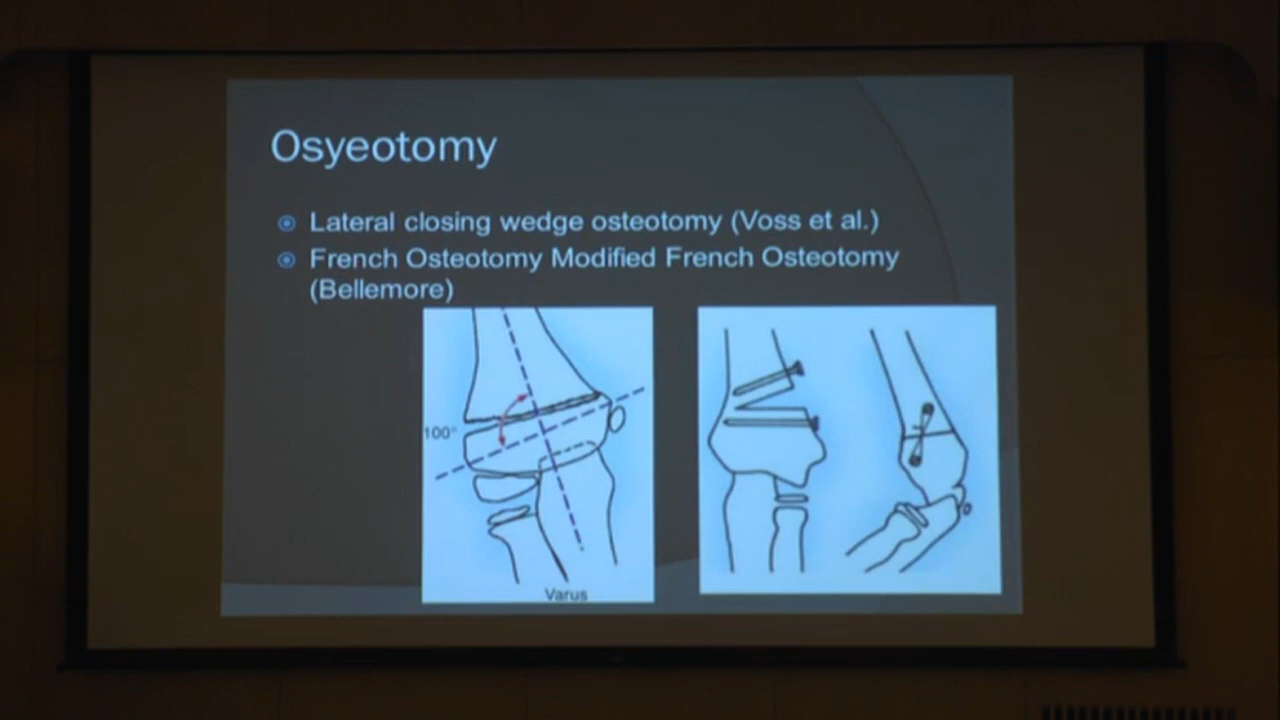 Osyeotomy
Lateral closing wedge osteotomy (Voss et al.)
French Osteotomy Modified French Osteotomy
(Bellemore)
100°
Varus